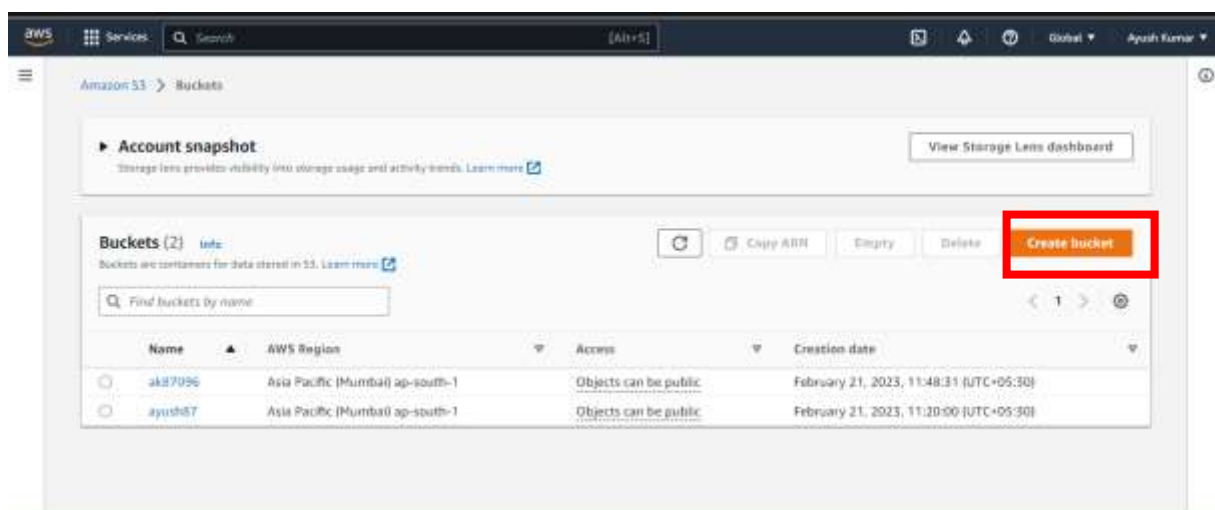 aws Services Search [Alt+S] Global ▼ Ayush Kumar ▼
Amazon S3 > Buckets
Account snapshot
Storage lens provides visibility into storage usage and activity trends. Learn more
View Storage Lens dashboard
Buckets (2) Info
Buckets are containers for data stored in S3. Learn more
Copy ARN Empty Delete Create bucket
Find buckets by name
< 1 >
Name AWS Region Access Creation date
ak87096 Asia Pacific (Mumbai) ap-south-1 Objects can be public February 21, 2023, 11:48:31 (UTC+05:30)
ayush87 Asia Pacific (Mumbai) ap-south-1 Objects can be public February 21, 2023, 11:20:00 (UTC+05:30)